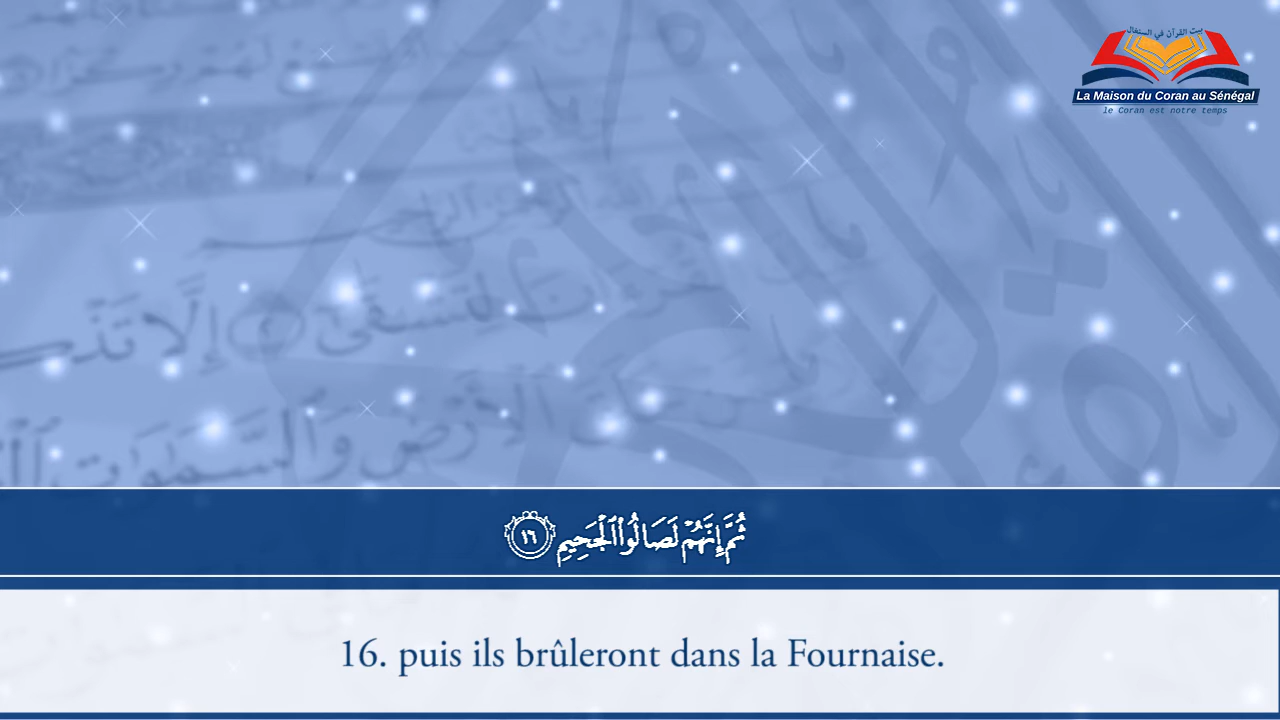 بيت القرآن في السنغال
La Maison du Coran au Sénégal
le Coran est notre temps
إِلَّا تَذْكِ
لِتَشْقَىٰ
ثُمَّ إِنَّهُمْ لَصَالُوا۟ ٱلْجَحِيمِ ١٦
16. puis ils brûleront dans la Fournaise.